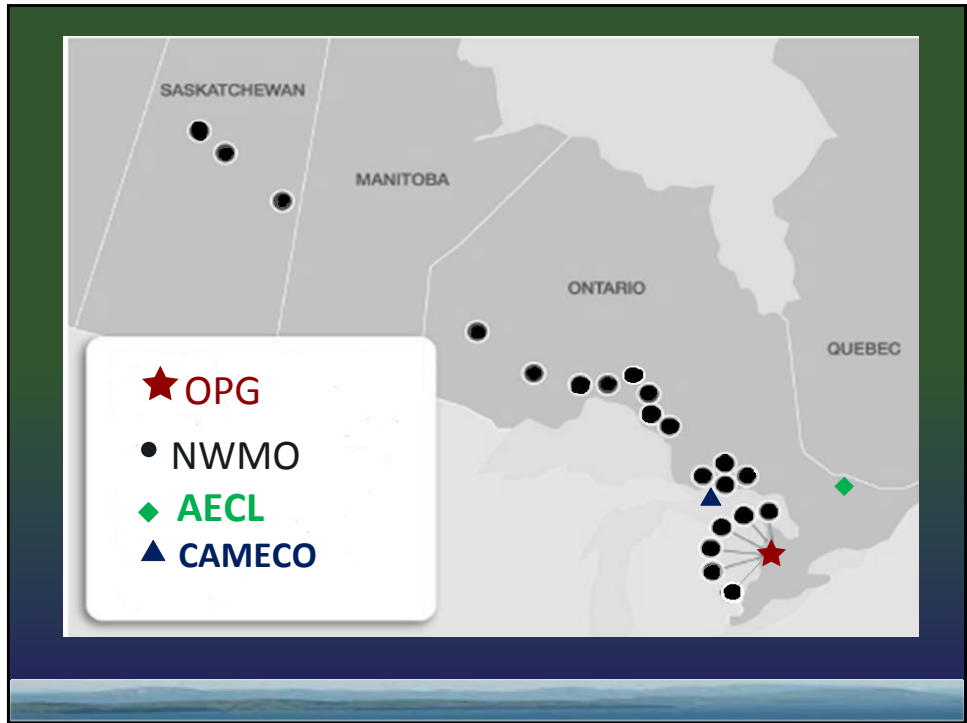 SASKATCHEWAN
MANITOBA
ONTARIO
QUEBEC
OPG
NWMO
AECL
CAMECO